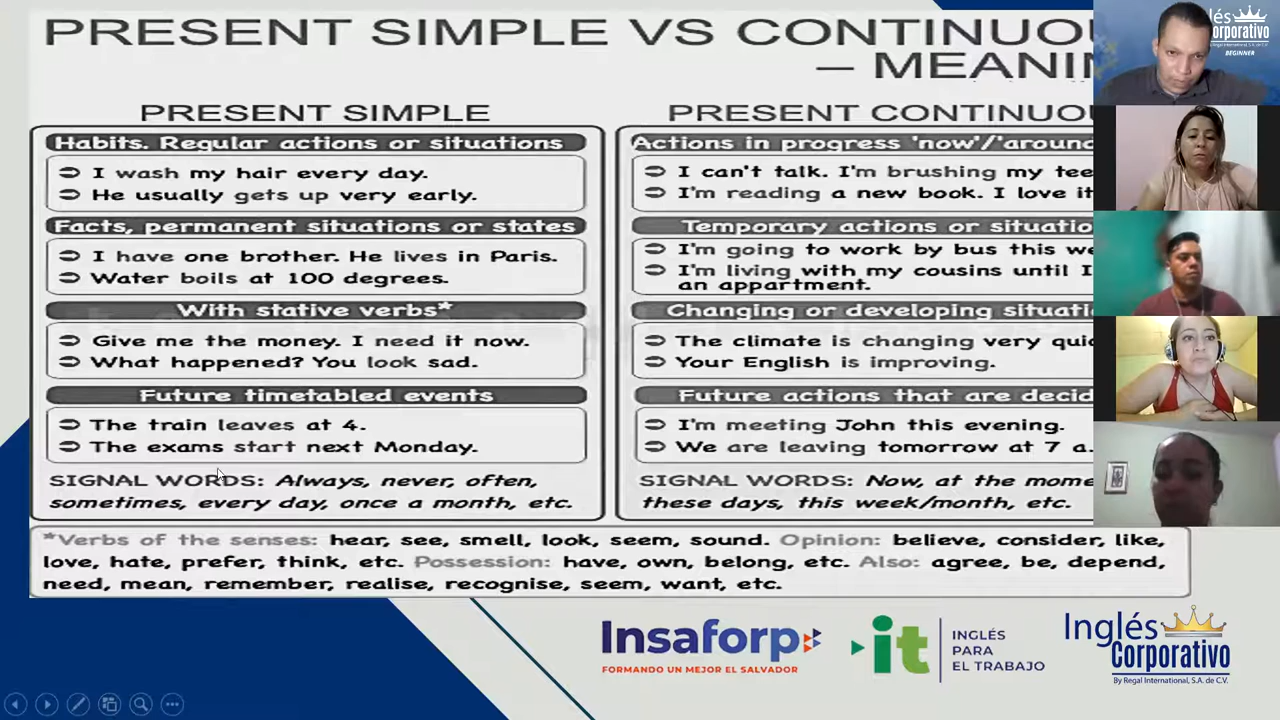 PRESENT SIMPLE VS CONTINUOU
– MEANIN
PRESENT SIMPLE
Habits. Regular actions or situations
I wash my hair every day.
He usually gets up very early.
Facts, permanent situations or states
I have one brother. He lives in Paris.
Water boils at 100 degrees.
With stative verbs*
Give me the money. I need it now.
What happened? You look sad.
Future timetabled events
The train leaves at 4.
The exams start next Monday.
SIGNAL WORDS: Always, never, often,
sometimes, every day, once a month, etc.
PRESENT CONTINUOU
Actions in progress 'now'/'around
I can't talk. I'm brushing my tee
I'm reading a new book. I love it
Temporary actions or situatio
I'm going to work by bus this we
I'm living with my cousins until I
an appartment.
Changing or developing situati
The climate is changing very quic
Your English is improving.
Future actions that are decid
I'm meeting John this evening.
We are leaving tomorrow at 7 a.
SIGNAL WORDS: Now, at the mome
these days, this week/month, etc.
*Verbs of the senses: hear, see, smell, look, seem, sound. Opinion: believe, consider, like,
love, hate, prefer, think, etc. Possession: have, own, belong, etc. Also: agree, be, depend,
need, mean, remember, realise, recognise, seem, want, etc.
Insaforp
FORMANDO UN MEJOR EL SALVADOR
it
INGLÉS
PARA
EL TRABAJO
Inglés
Corporativo
By Regal International, S.A. de C.V.
glés
orporativo
BEGINNER